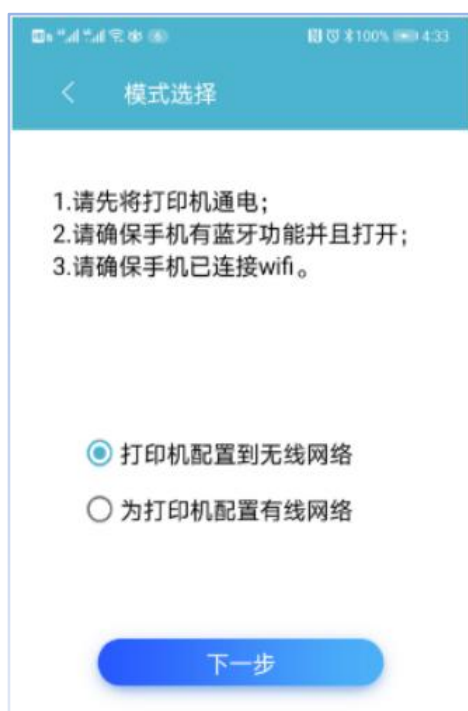 100% 4:33
模式选择
1.请先将打印机通电；
2.请确保手机有蓝牙功能并且打开；
3.请确保手机已连接wifi。
打印机配置到无线网络
为打印机配置有线网络
下一步